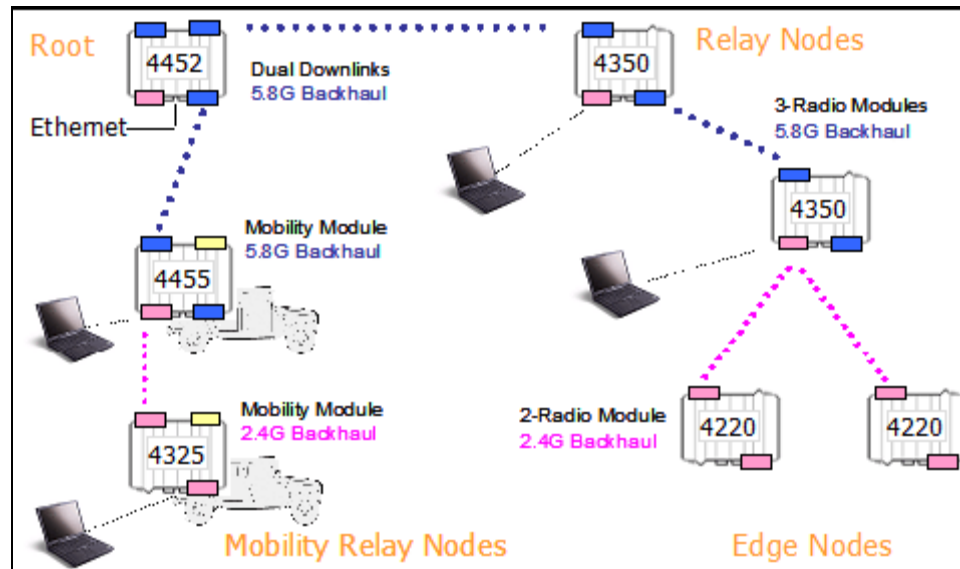 Root
4452
Ethernet
Dual Downlinks
5.8G Backhaul
4350
Relay Nodes
3-Radio Modules
5.8G Backhaul
4350
Mobility Module
5.8G Backhaul
4455
Mobility Module
2.4G Backhaul
4325
2-Radio Module
2.4G Backhaul
4220
4220
Mobility Relay Nodes
Edge Nodes